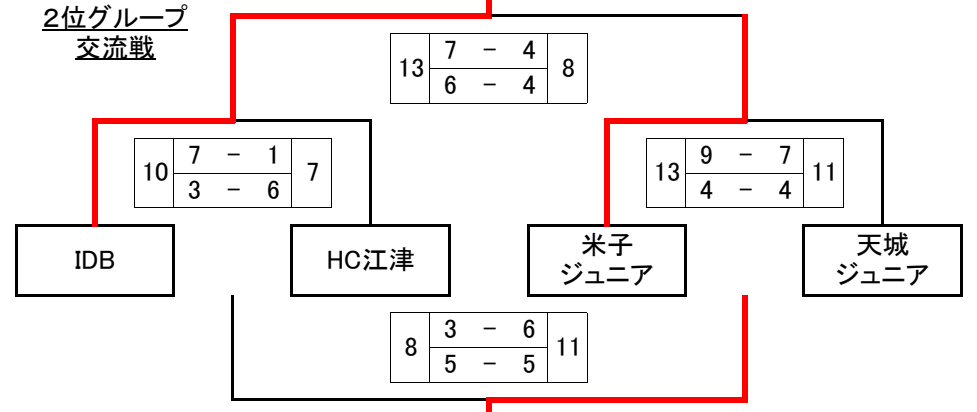 ２位グループ
交流戦
13 7 － 4 8
6 － 4
10 7 － 1 7
3 － 6
13 9 － 7 11
4 － 4
IDB
HC江津
米子
ジュニア
天城
ジュニア
8 3 － 6 11
5 － 5